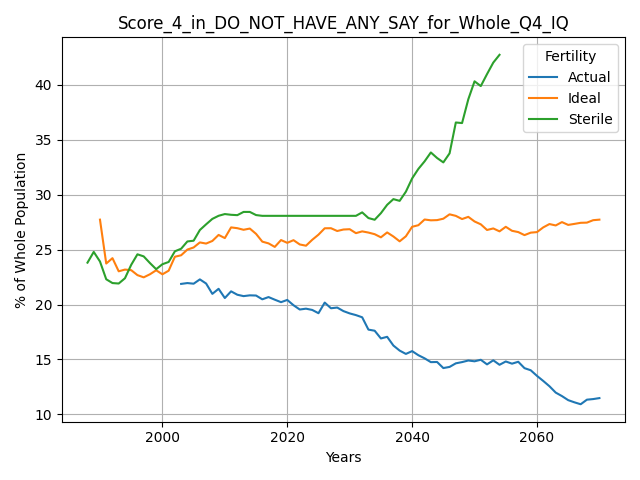 Score_4_in_DO_NOT_HAVE_ANY_SAY_for_Whole_Q4_IQ
Fertility
Actual
Ideal
Sterile
% of Whole Population
40
35
30
25
20
15
10
2000
2020
2040
2060
Years